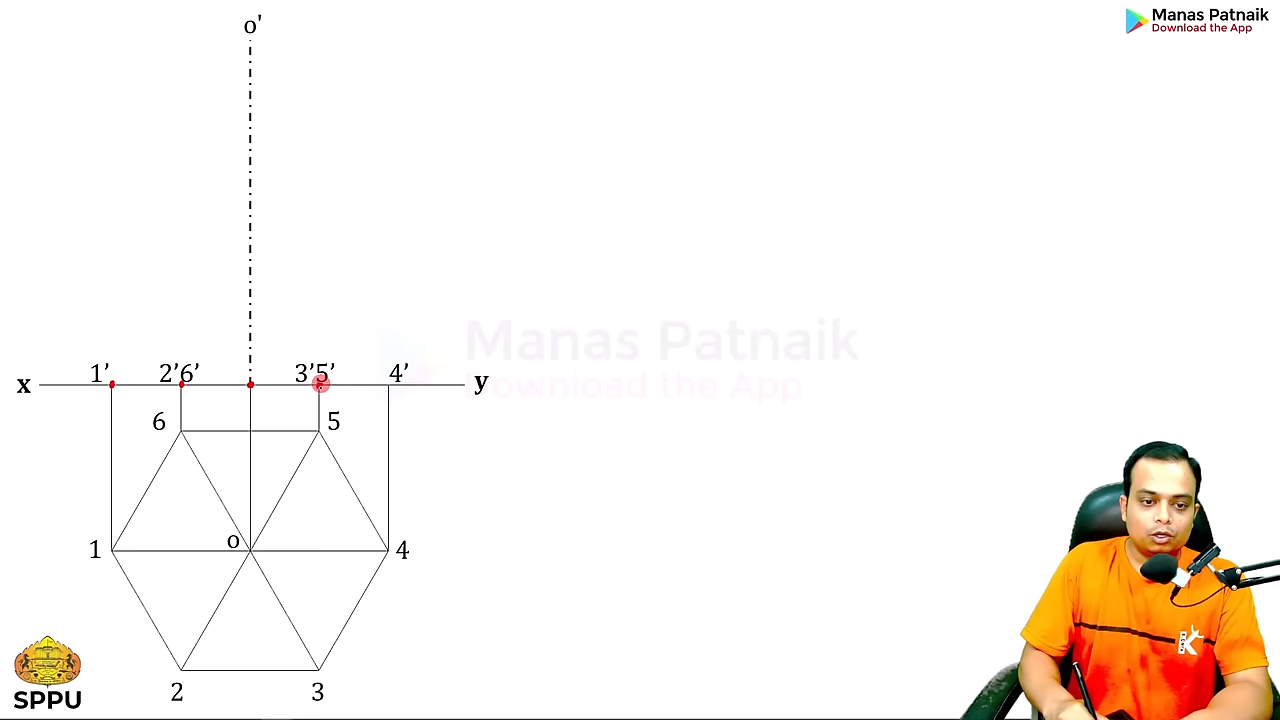 o'
Manas Patnaik
Download the App
1’ 2’6’ 3’5’ 4’
x y
Manas Patnaik
Download the App
6 5
1 o 4
2 3
K
SPPU